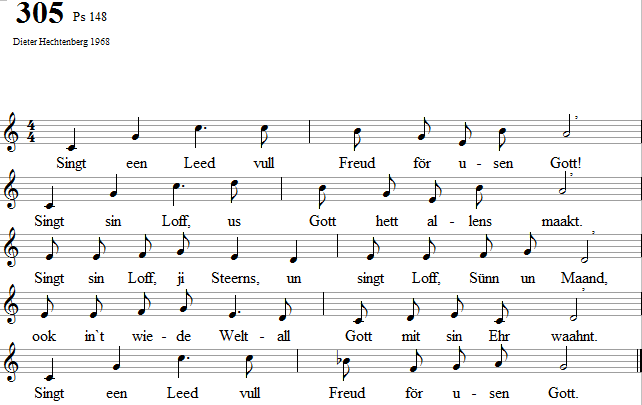 305 Ps 148
Dieter Hechtenberg 1968
4
4
Singt een Leed vull Freud för u - sen Gott!
Singt sin Loff, us Gott hett al - lens maakt.
Singt sin Loff, ji Steerns, un singt Loff, Sünn un Maand,
ook in`t wie - de Welt - all Gott mit sin Ehr waahnt.
Singt een Leed vull Freud för u - sen Gott.